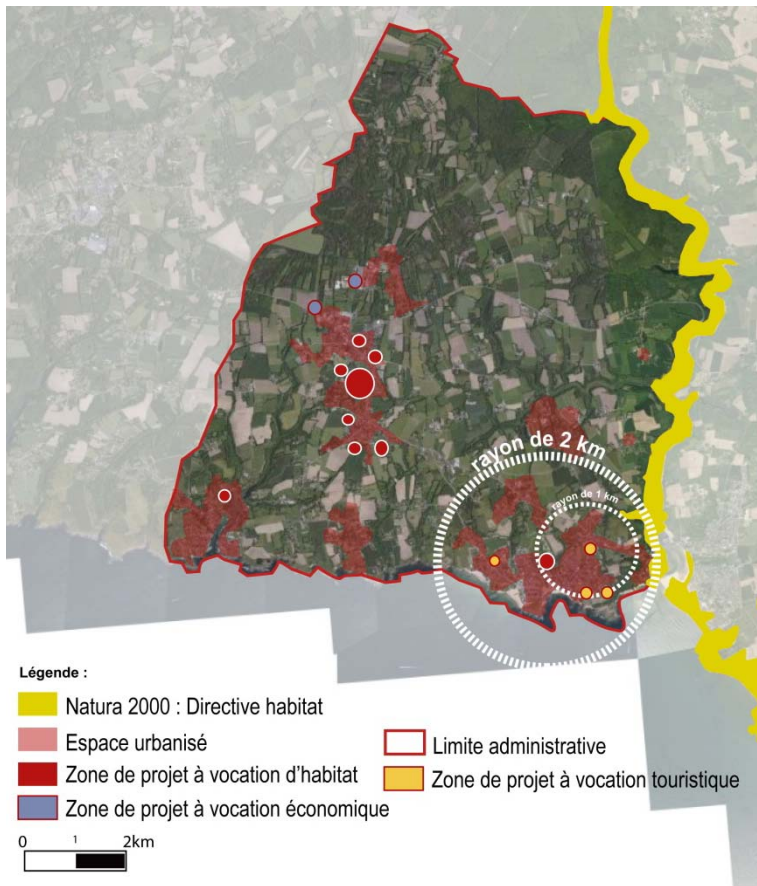 rayon de 2 km
rayon de 1 km
Légende :
Natura 2000 : Directive habitat
Espace urbanisé
Limite administrative
Zone de projet à vocation d'habitat
Zone de projet à vocation touristique
Zone de projet à vocation économique
0 1 2km